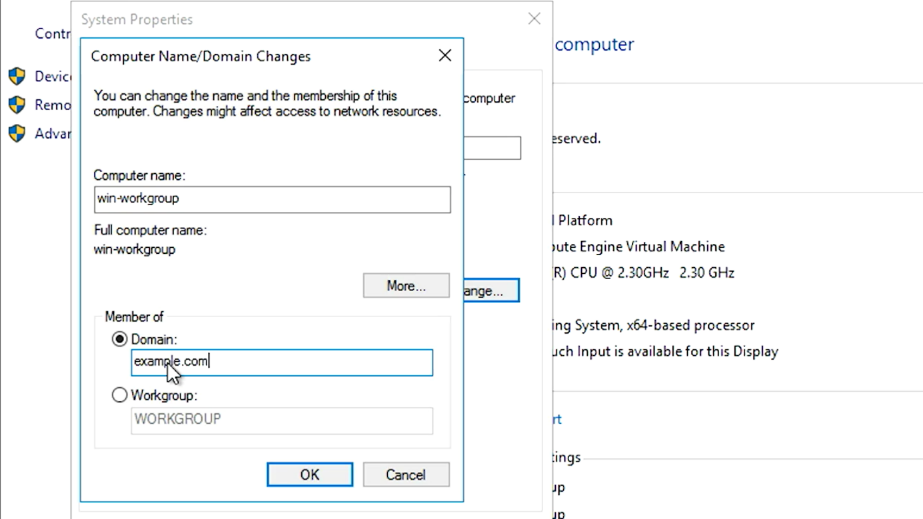 System Properties
Contr
computer
Computer Name/Domain Changes
Device
Remo
Advan
You can change the name and the membership of this
computer. Changes might affect access to network resources.
computer
eserved.
Computer name:
win-workgroup
Full computer name:
win-workgroup
l Platform
oute Engine Virtual Machine
R) CPU @ 2.30GHz 2.30 GHz
More...
ange...
Member of
Domain:
example.com
Workgroup:
WORKGROUP
ing System, x64-based processor
ouch Input is available for this Display
rt
tings
up
up
OK
Cancel